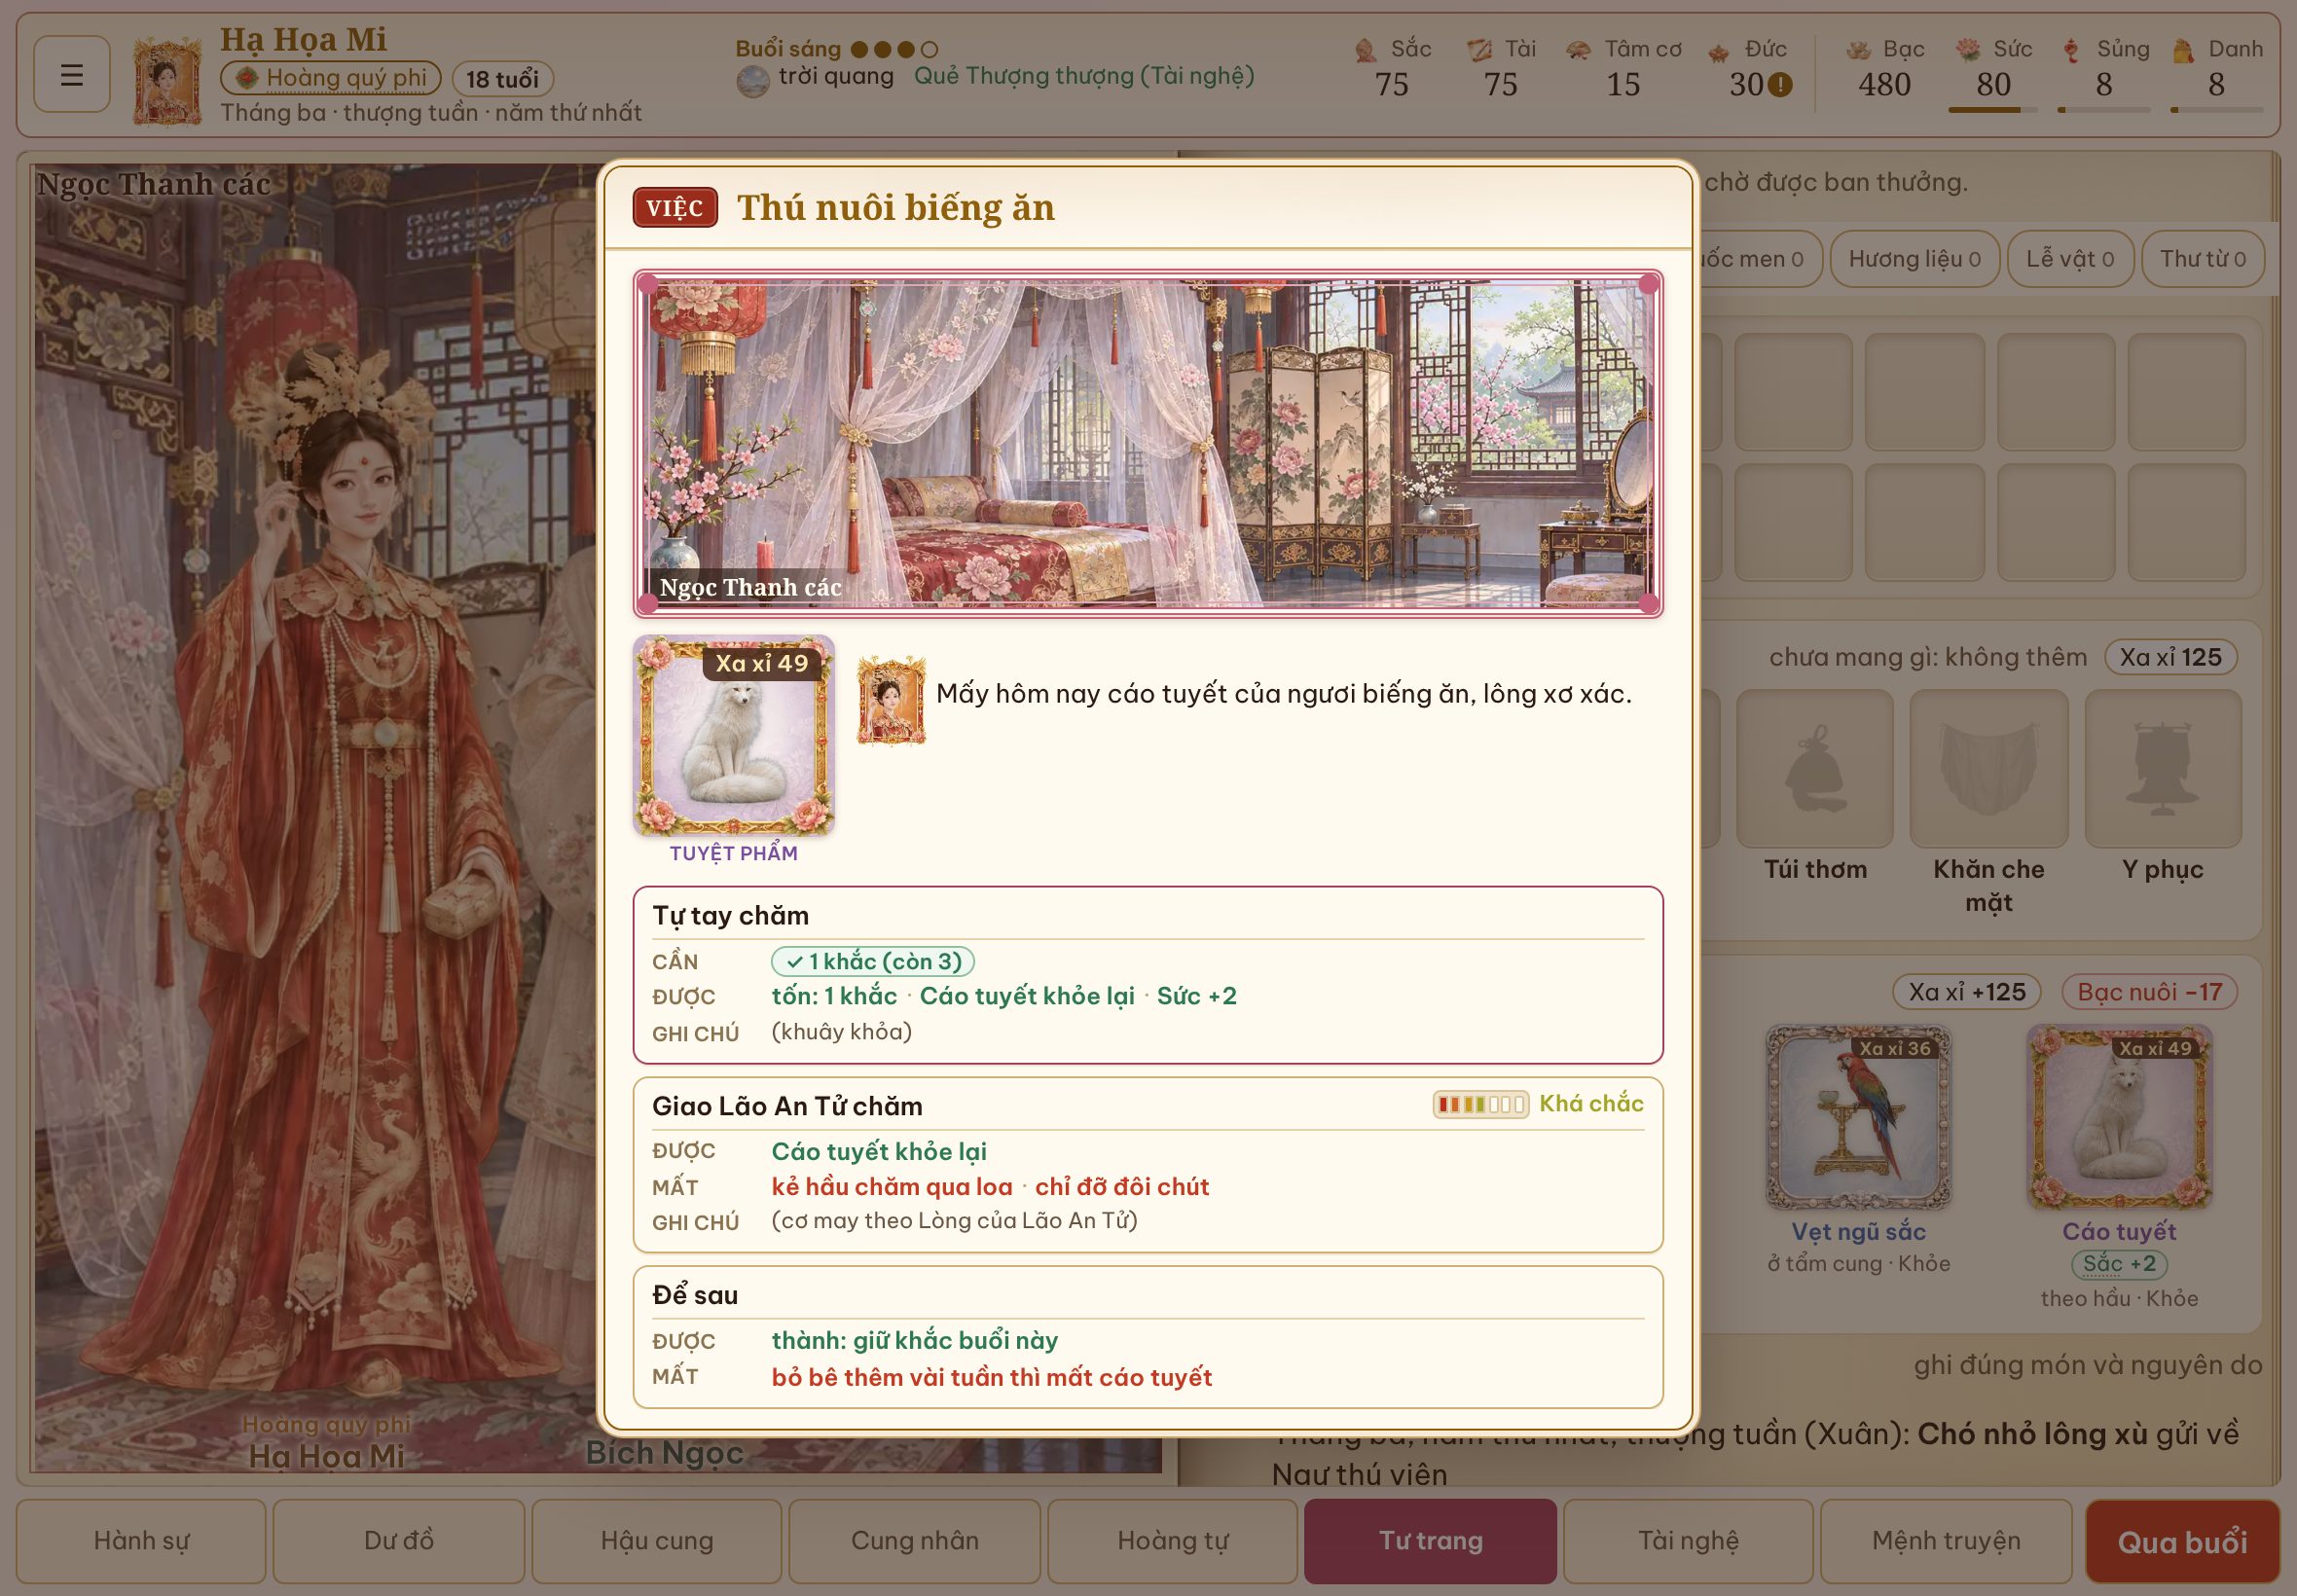 ☰
Hạ Họa Mi
Hoàng quý phi
18 tuổi
Tháng ba · thượng tuần · năm thứ nhất
Buổi sáng
trời quang
Quẻ Thượng thượng (Tài nghệ)
Sắc
75
Tài
75
Tâm cơ
15
Đức
30 !
Bạc
480
Sức
80
Sủng
8
Danh
8
Ngọc Thanh các
chờ được ban thưởng.
men 0
Hương liệu 0
Lễ vật 0
Thư từ 0
VIỆC
Thú nuôi biếng ăn
Ngọc Thanh các
Xa xỉ 49
TUYỆT PHẨM
Mấy hôm nay cáo tuyết của ngươi biếng ăn, lông xơ xác.
Tự tay chăm
CẦN ✓ 1 khắc (còn 3)
ĐƯỢC tốn: 1 khắc · Cáo tuyết khỏe lại · Sức +2
GHI CHÚ (khuây khỏa)
Giao Lão An Tử chăm
Khá chắc
ĐƯỢC Cáo tuyết khỏe lại
MẤT kẻ hầu chăm qua loa · chỉ đỡ đôi chút
GHI CHÚ (cơ may theo Lòng của Lão An Tử)
Để sau
ĐƯỢC thành: giữ khắc buổi này
MẤT bỏ bê thêm vài tuần thì mất cáo tuyết
chưa mang gì: không thêm
Xa xỉ 125
Túi thơm
Khăn che
mặt
Y phục
Xa xỉ +125
Bạc nuôi −17
Xa xỉ 36
Vẹt ngũ sắc
ở tẩm cung · Khỏe
Xa xỉ 49
Cáo tuyết
Sắc +2
theo hầu · Khỏe
ghi đúng món và nguyên do
Tháng ba, năm thứ nhất, thượng tuần (Xuân): Chó nhỏ lông xù gửi về
Ngự thú viên
Hoàng quý phi
Hạ Họa Mi
Bích Ngọc
Hành sự
Dư đồ
Hậu cung
Cung nhân
Hoàng tự
Tư trang
Tài nghệ
Mệnh truyện
Qua buổi